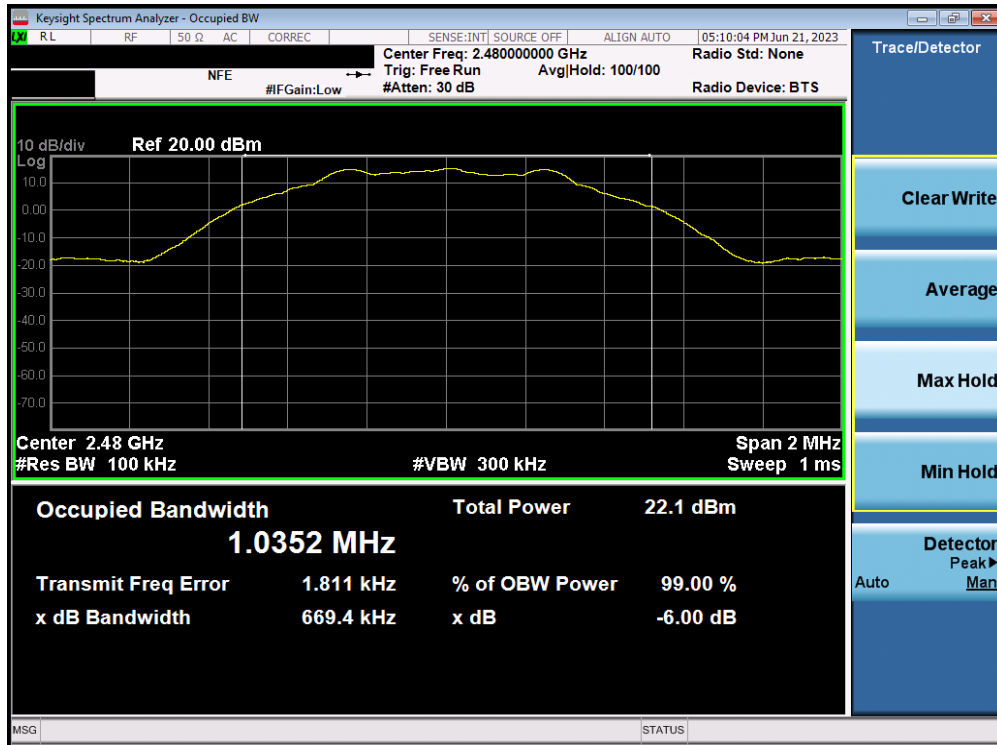 Keysight Spectrum Analyzer - Occupied BW
LXI RL RF 50 Ω AC CORREC SENSE:INT SOURCE OFF ALIGN AUTO 05:10:04 PM Jun 21, 2023
Center Freq: 2.480000000 GHz Radio Std: None
NFE Trig: Free Run Avg|Hold: 100/100
#IFGain:Low #Atten: 30 dB Radio Device: BTS
10 dB/div Ref 20.00 dBm
Log
10.0
0.00
-10.0
-20.0
-30.0
-40.0
-50.0
-60.0
-70.0
Center 2.48 GHz Span 2 MHz
#Res BW 100 kHz #VBW 300 kHz Sweep 1 ms
Occupied Bandwidth Total Power 22.1 dBm
1.0352 MHz
Transmit Freq Error 1.811 kHz % of OBW Power 99.00 %
x dB Bandwidth 669.4 kHz x dB -6.00 dB
MSG STATUS
Trace/Detector
Clear Write
Average
Max Hold
Min Hold
Detector
Peak▶
Auto Man